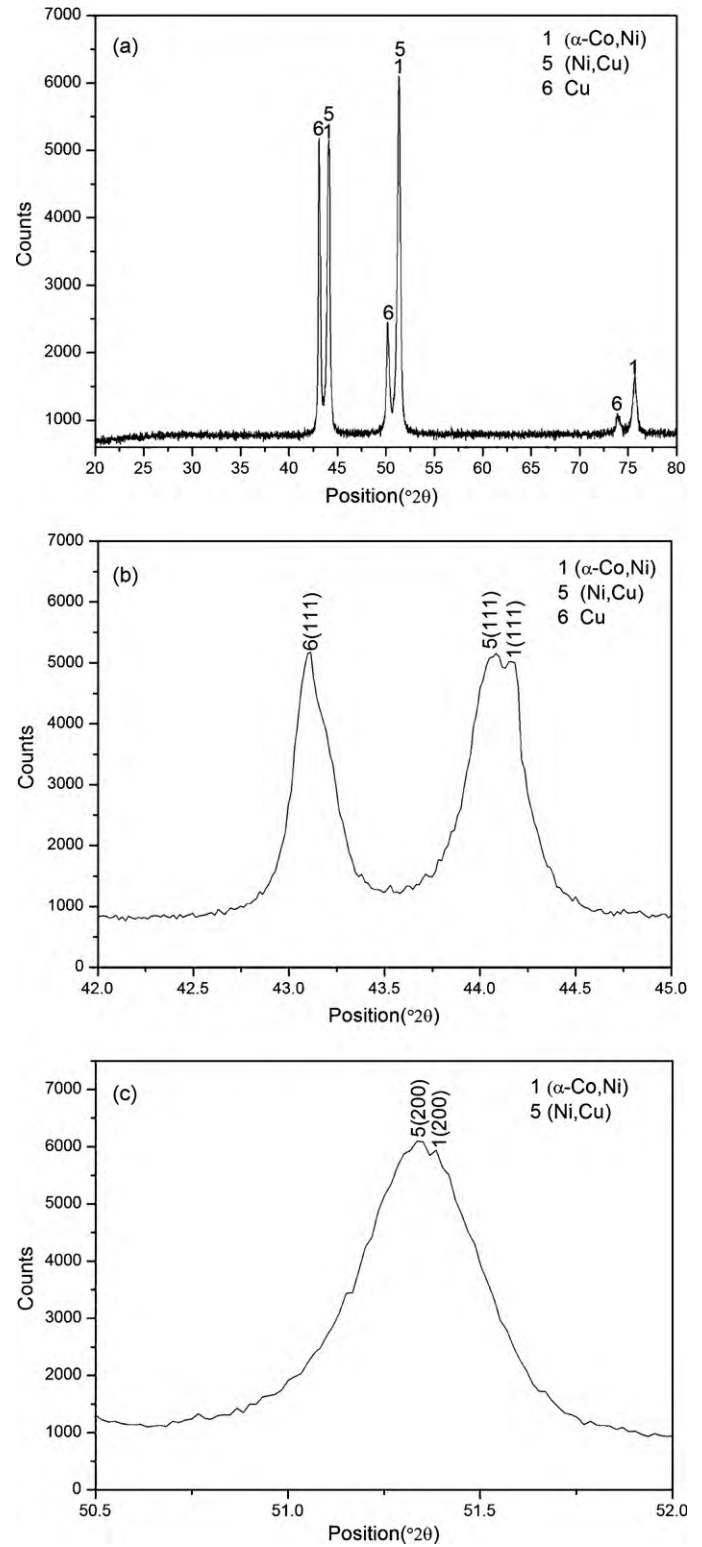 (a)
1 (α-Co,Ni)
5 (Ni,Cu)
6 Cu
7000
6000
5000
4000
3000
2000
1000
Counts
6
5
1
6
5
1
6
1
20 25 30 35 40 45 50 55 60 65 70 75 80
Position(°2θ)
(b)
1 (α-Co,Ni)
5 (Ni,Cu)
6 Cu
7000
6000
5000
4000
3000
2000
1000
0
Counts
6(111)
5(111)
1(111)
42.0 42.5 43.0 43.5 44.0 44.5 45.0
Position(°2θ)
(c)
1 (α-Co,Ni)
5 (Ni,Cu)
7000
6000
5000
4000
3000
2000
1000
0
Counts
5(200)
1(200)
50.5 51.0 51.5 52.0
Position(°2θ)